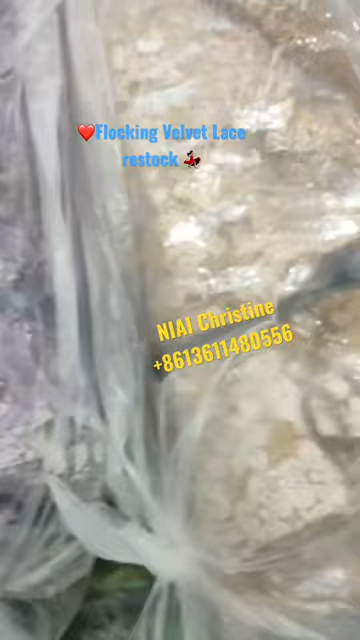 ❤️Flocking Velvet Lace
restock 💃
NIAI Christine
+8613611480556